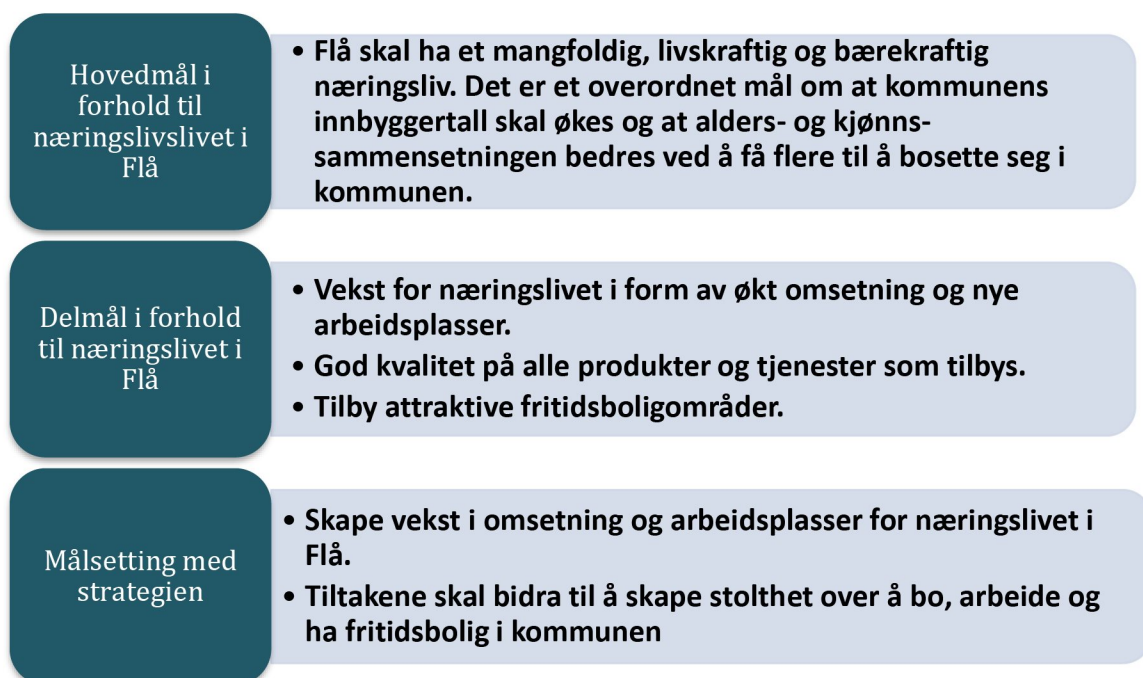 Hovedmål i
forhold til
næringslivslivet i
Flå
• Flå skal ha et mangfoldig, livskraftig og bærekraftig
næringsliv. Det er et overordnet mål om at kommunens
innbyggertall skal økes og at alders- og kjønns-
sammensetningen bedres ved å få flere til å bosette seg i
kommunen.
Delmål i forhold
til næringslivet i
Flå
• Vekst for næringslivet i form av økt omsetning og nye
arbeidsplasser.
• God kvalitet på alle produkter og tjenester som tilbys.
• Tilby attraktive fritidsboligområder.
Målsetting med
strategien
• Skape vekst i omsetning og arbeidsplasser for næringslivet i
Flå.
• Tiltakene skal bidra til å skape stolthet over å bo, arbeide og
ha fritidsbolig i kommunen